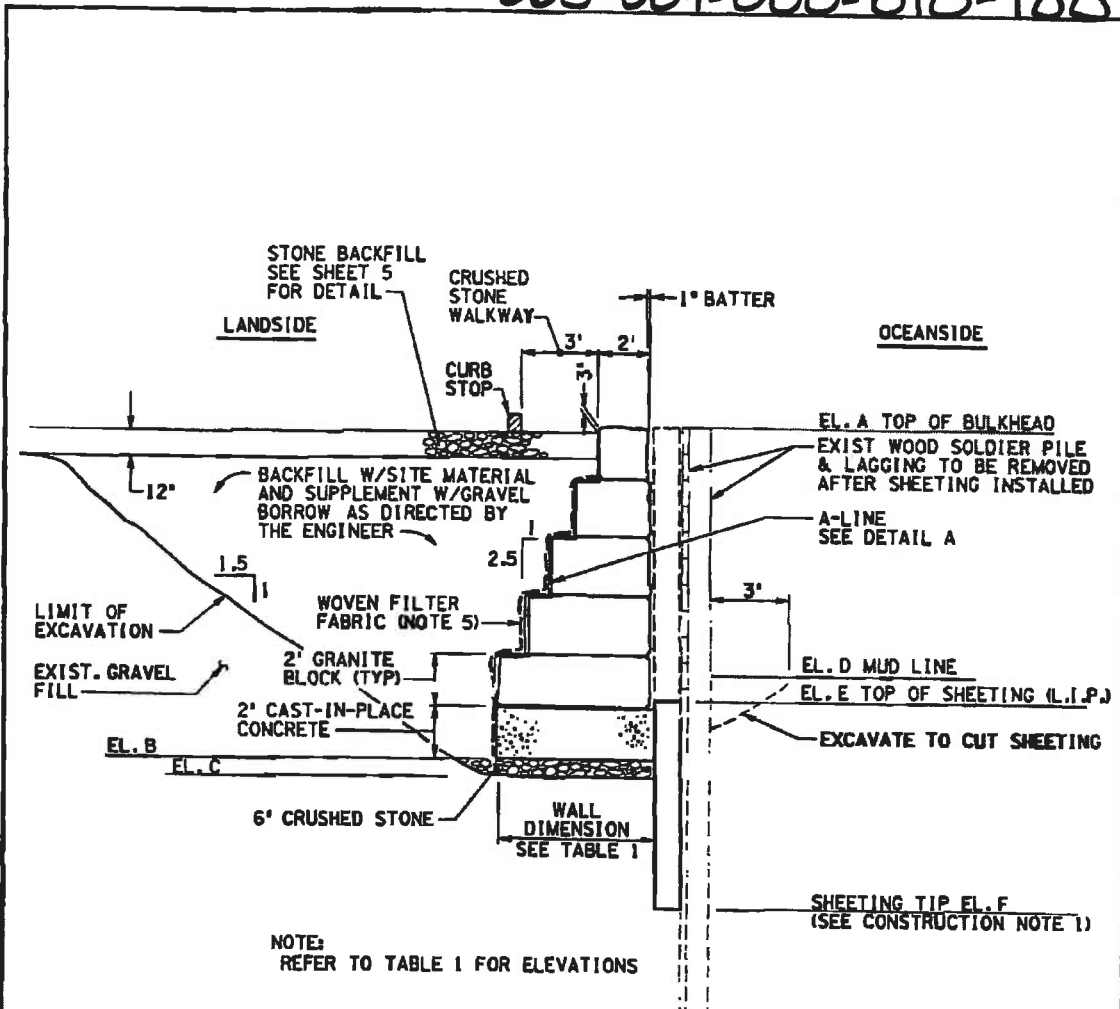 STONE BACKFILL
SEE SHEET 5
FOR DETAIL
CRUSHED
STONE
WALKWAY
1" BATTER
LANDSIDE
OCEANSIDE
3'
2'
3"
CURB
STOP
EL. A TOP OF BULKHEAD
EXIST WOOD SOLDIER PILE
& LAGGING TO BE REMOVED
AFTER SHEETING INSTALLED
12"
BACKFILL W/SITE MATERIAL
AND SUPPLEMENT W/GRAVEL
BORROW AS DIRECTED BY
THE ENGINEER
A-LINE
SEE DETAIL A
1
2.5
1.5
1
3'
LIMIT OF
EXCAVATION
WOVEN FILTER
FABRIC (NOTE 5)
EXIST. GRAVEL
FILL
2' GRANITE
BLOCK (TYP)
EL. D MUD LINE
EL. E TOP OF SHEETING (L.I.P.)
2' CAST-IN-PLACE
CONCRETE
EXCAVATE TO CUT SHEETING
EL. B
EL. C
6" CRUSHED STONE
WALL
DIMENSION
SEE TABLE 1
SHEETING TIP EL. F
(SEE CONSTRUCTION NOTE 1)
NOTE:
REFER TO TABLE 1 FOR ELEVATIONS